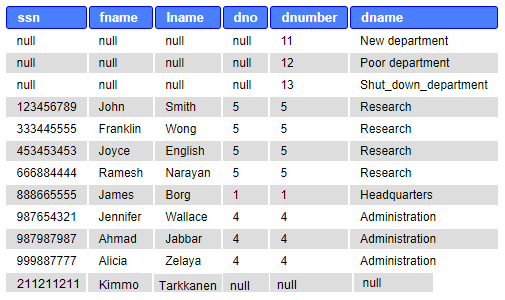 ssn fname lname dno dnumber dname
null null null null 11 New department
null null null null 12 Poor department
null null null null 13 Shut_down_department
123456789 John Smith 5 5 Research
333445555 Franklin Wong 5 5 Research
453453453 Joyce English 5 5 Research
666884444 Ramesh Narayan 5 5 Research
888665555 James Borg 1 1 Headquarters
987654321 Jennifer Wallace 4 4 Administration
987987987 Ahmad Jabbar 4 4 Administration
999887777 Alicia Zelaya 4 4 Administration
211211211 Kimmo Tarkkanen null null null